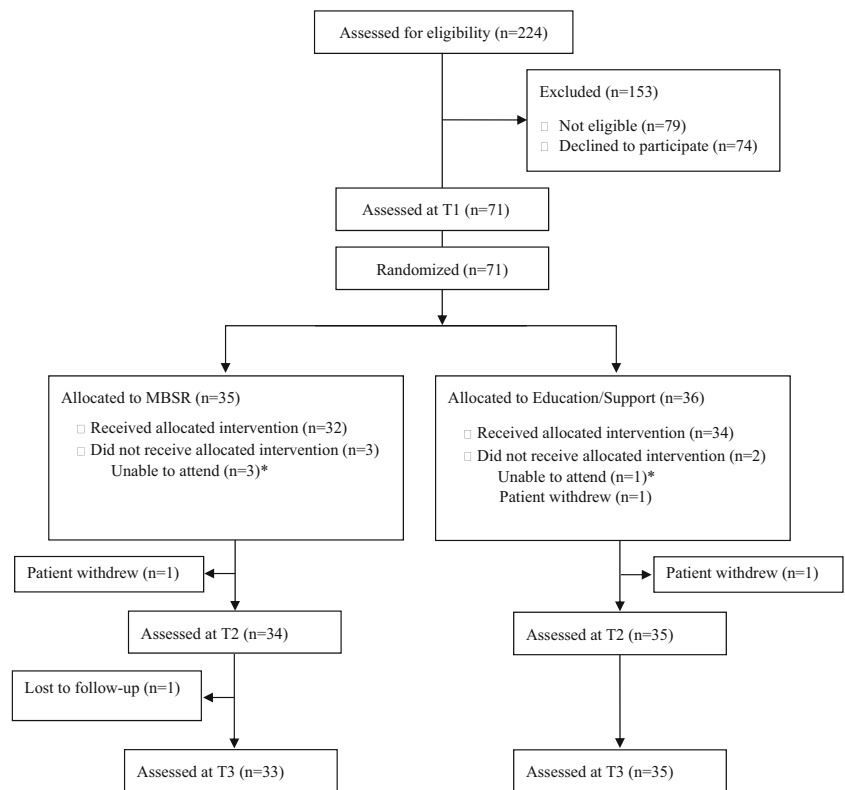 Assessed for eligibility (n=224)
Excluded (n=153)
Not eligible (n=79)
Declined to participate (n=74)
Assessed at T1 (n=71)
Randomized (n=71)
Allocated to MBSR (n=35)
Received allocated intervention (n=32)
Did not receive allocated intervention (n=3)
Unable to attend (n=3)*
Allocated to Education/Support (n=36)
Received allocated intervention (n=34)
Did not receive allocated intervention (n=2)
Unable to attend (n=1)*
Patient withdrew (n=1)
Patient withdrew (n=1)
Patient withdrew (n=1)
Assessed at T2 (n=34)
Assessed at T2 (n=35)
Lost to follow-up (n=1)
Assessed at T3 (n=33)
Assessed at T3 (n=35)